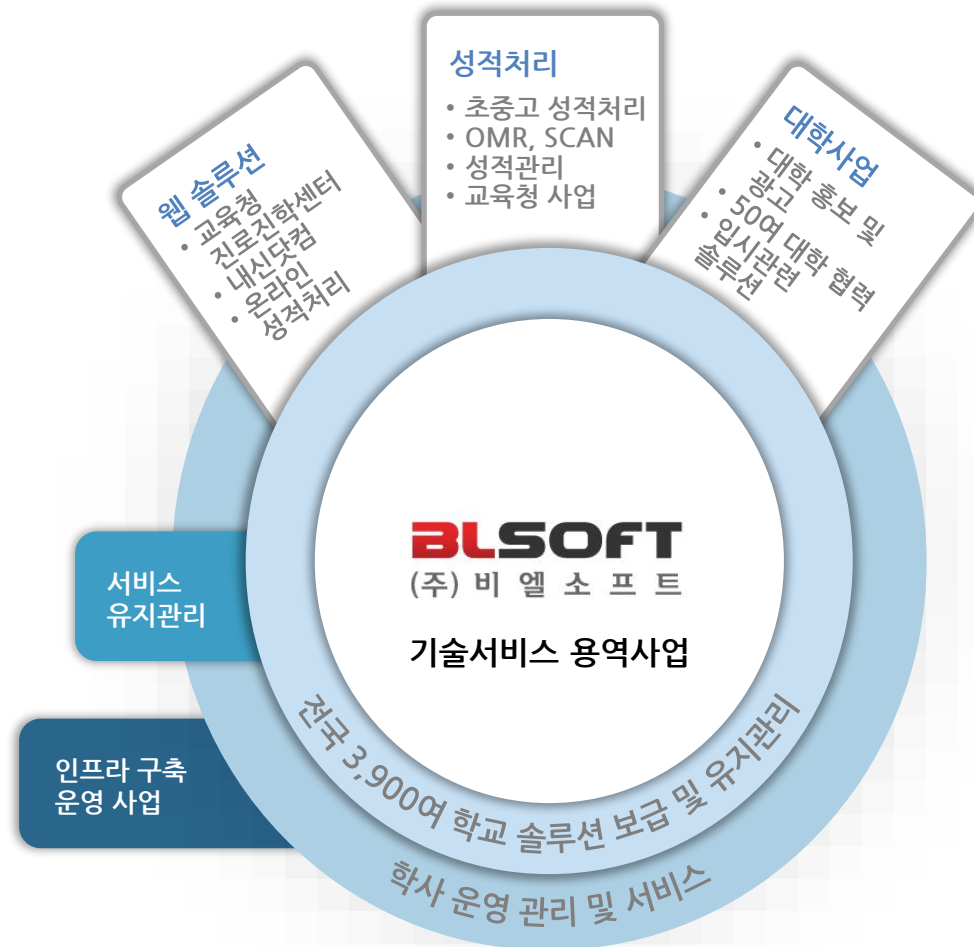 성적처리
• 초중고 성적처리
• OMR, SCAN
• 성적관리
• 교육청 사업
웹 솔루션
• 교육청
진로진학센터
• 내신닷컴
• 온라인
성적처리
대학사업
• 대학 홍보 및
광고
• 50여 대학 협력
• 입시관련
솔루션
BLSOFT
(주) 비 엘 소 프 트
기술서비스 용역사업
서비스
유지관리
인프라 구축
운영 사업
전국 3,900여 학교 솔루션 보급 및 유지관리
학사 운영 관리 및 서비스